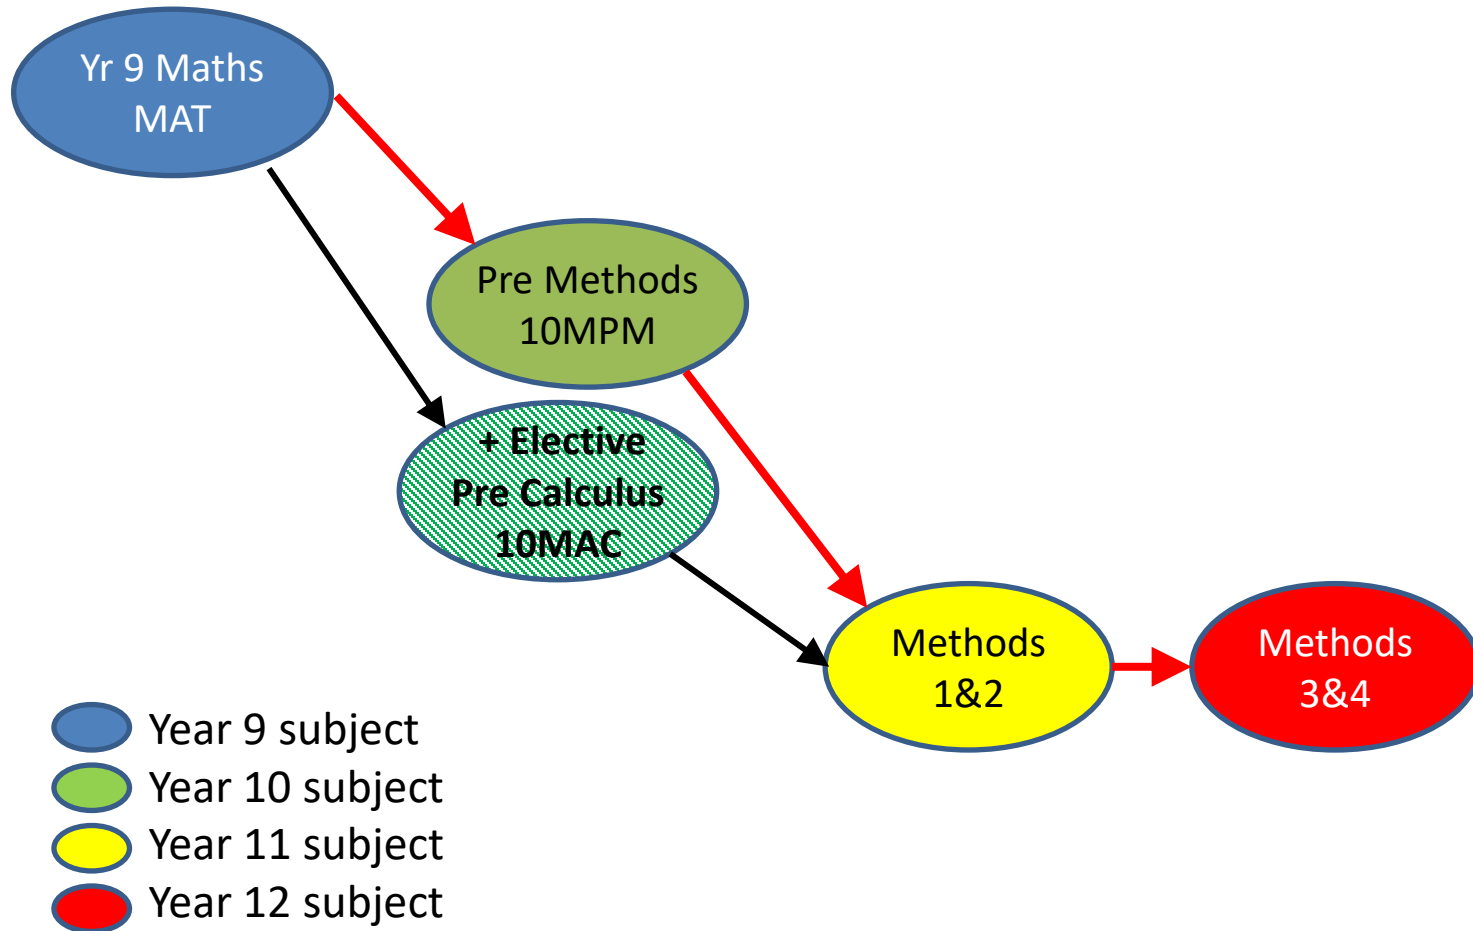 Yr 9 Maths
MAT
Pre Methods
10MPM
+ Elective
Pre Calculus
10MAC
Methods
1&2
Methods
3&4
Year 9 subject
Year 10 subject
Year 11 subject
Year 12 subject